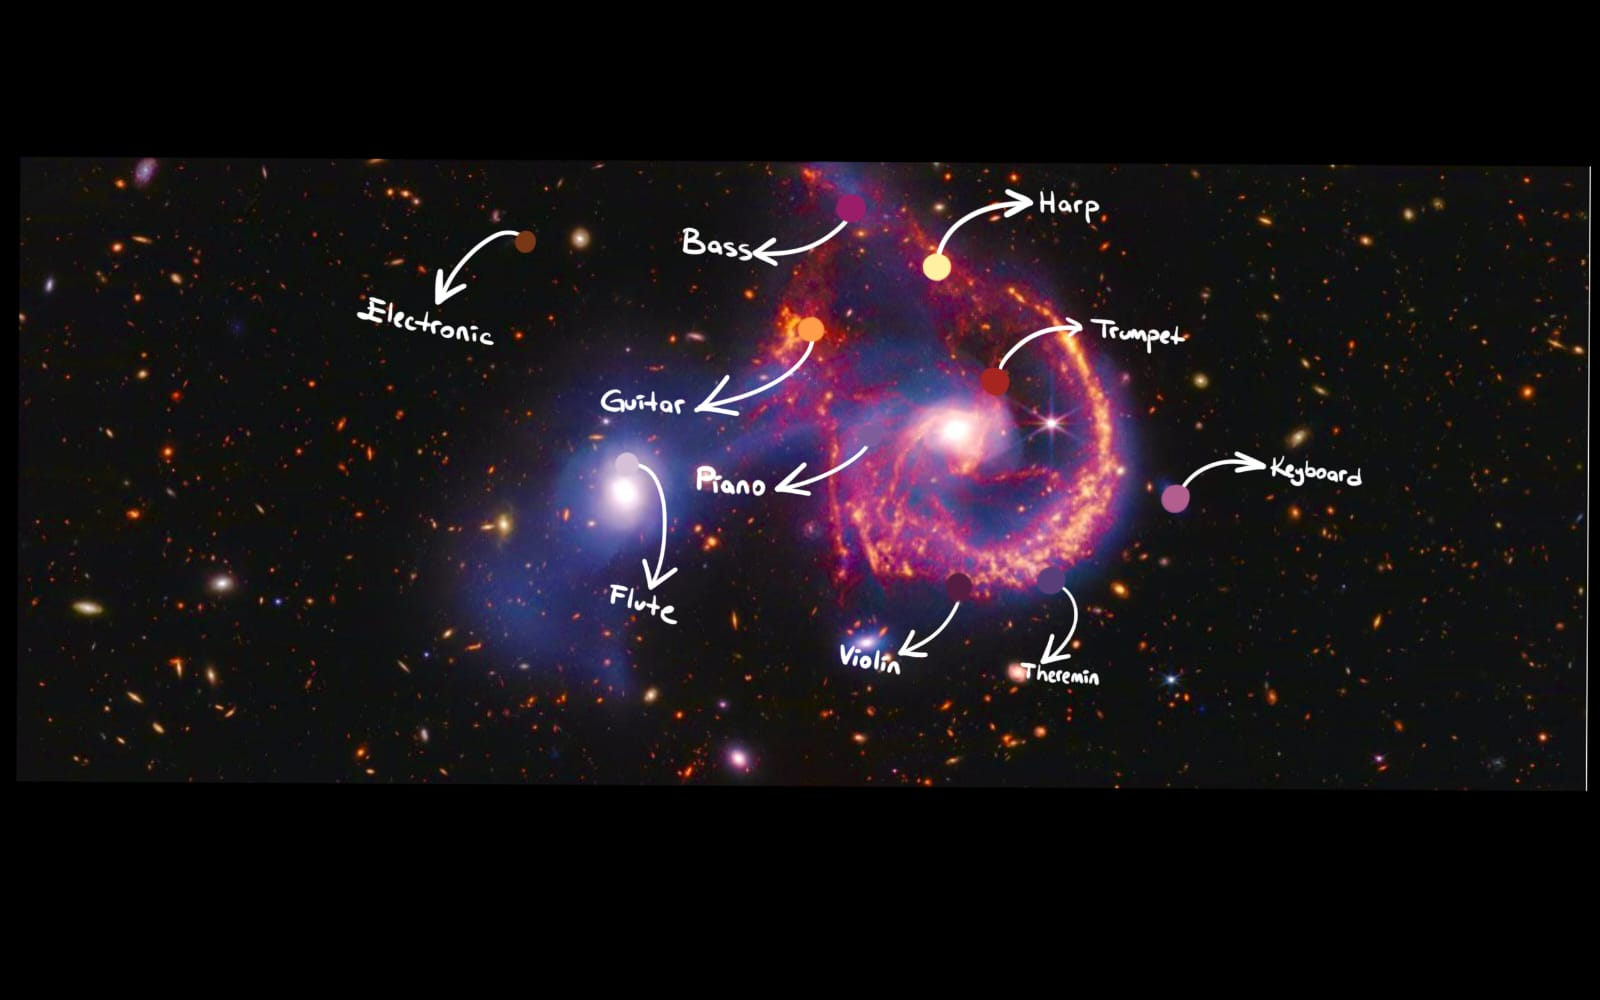 Harp
Bass
Electronic
Trumpet
Guitar
Piano
Keyboard
Flute
Violin
Theremin